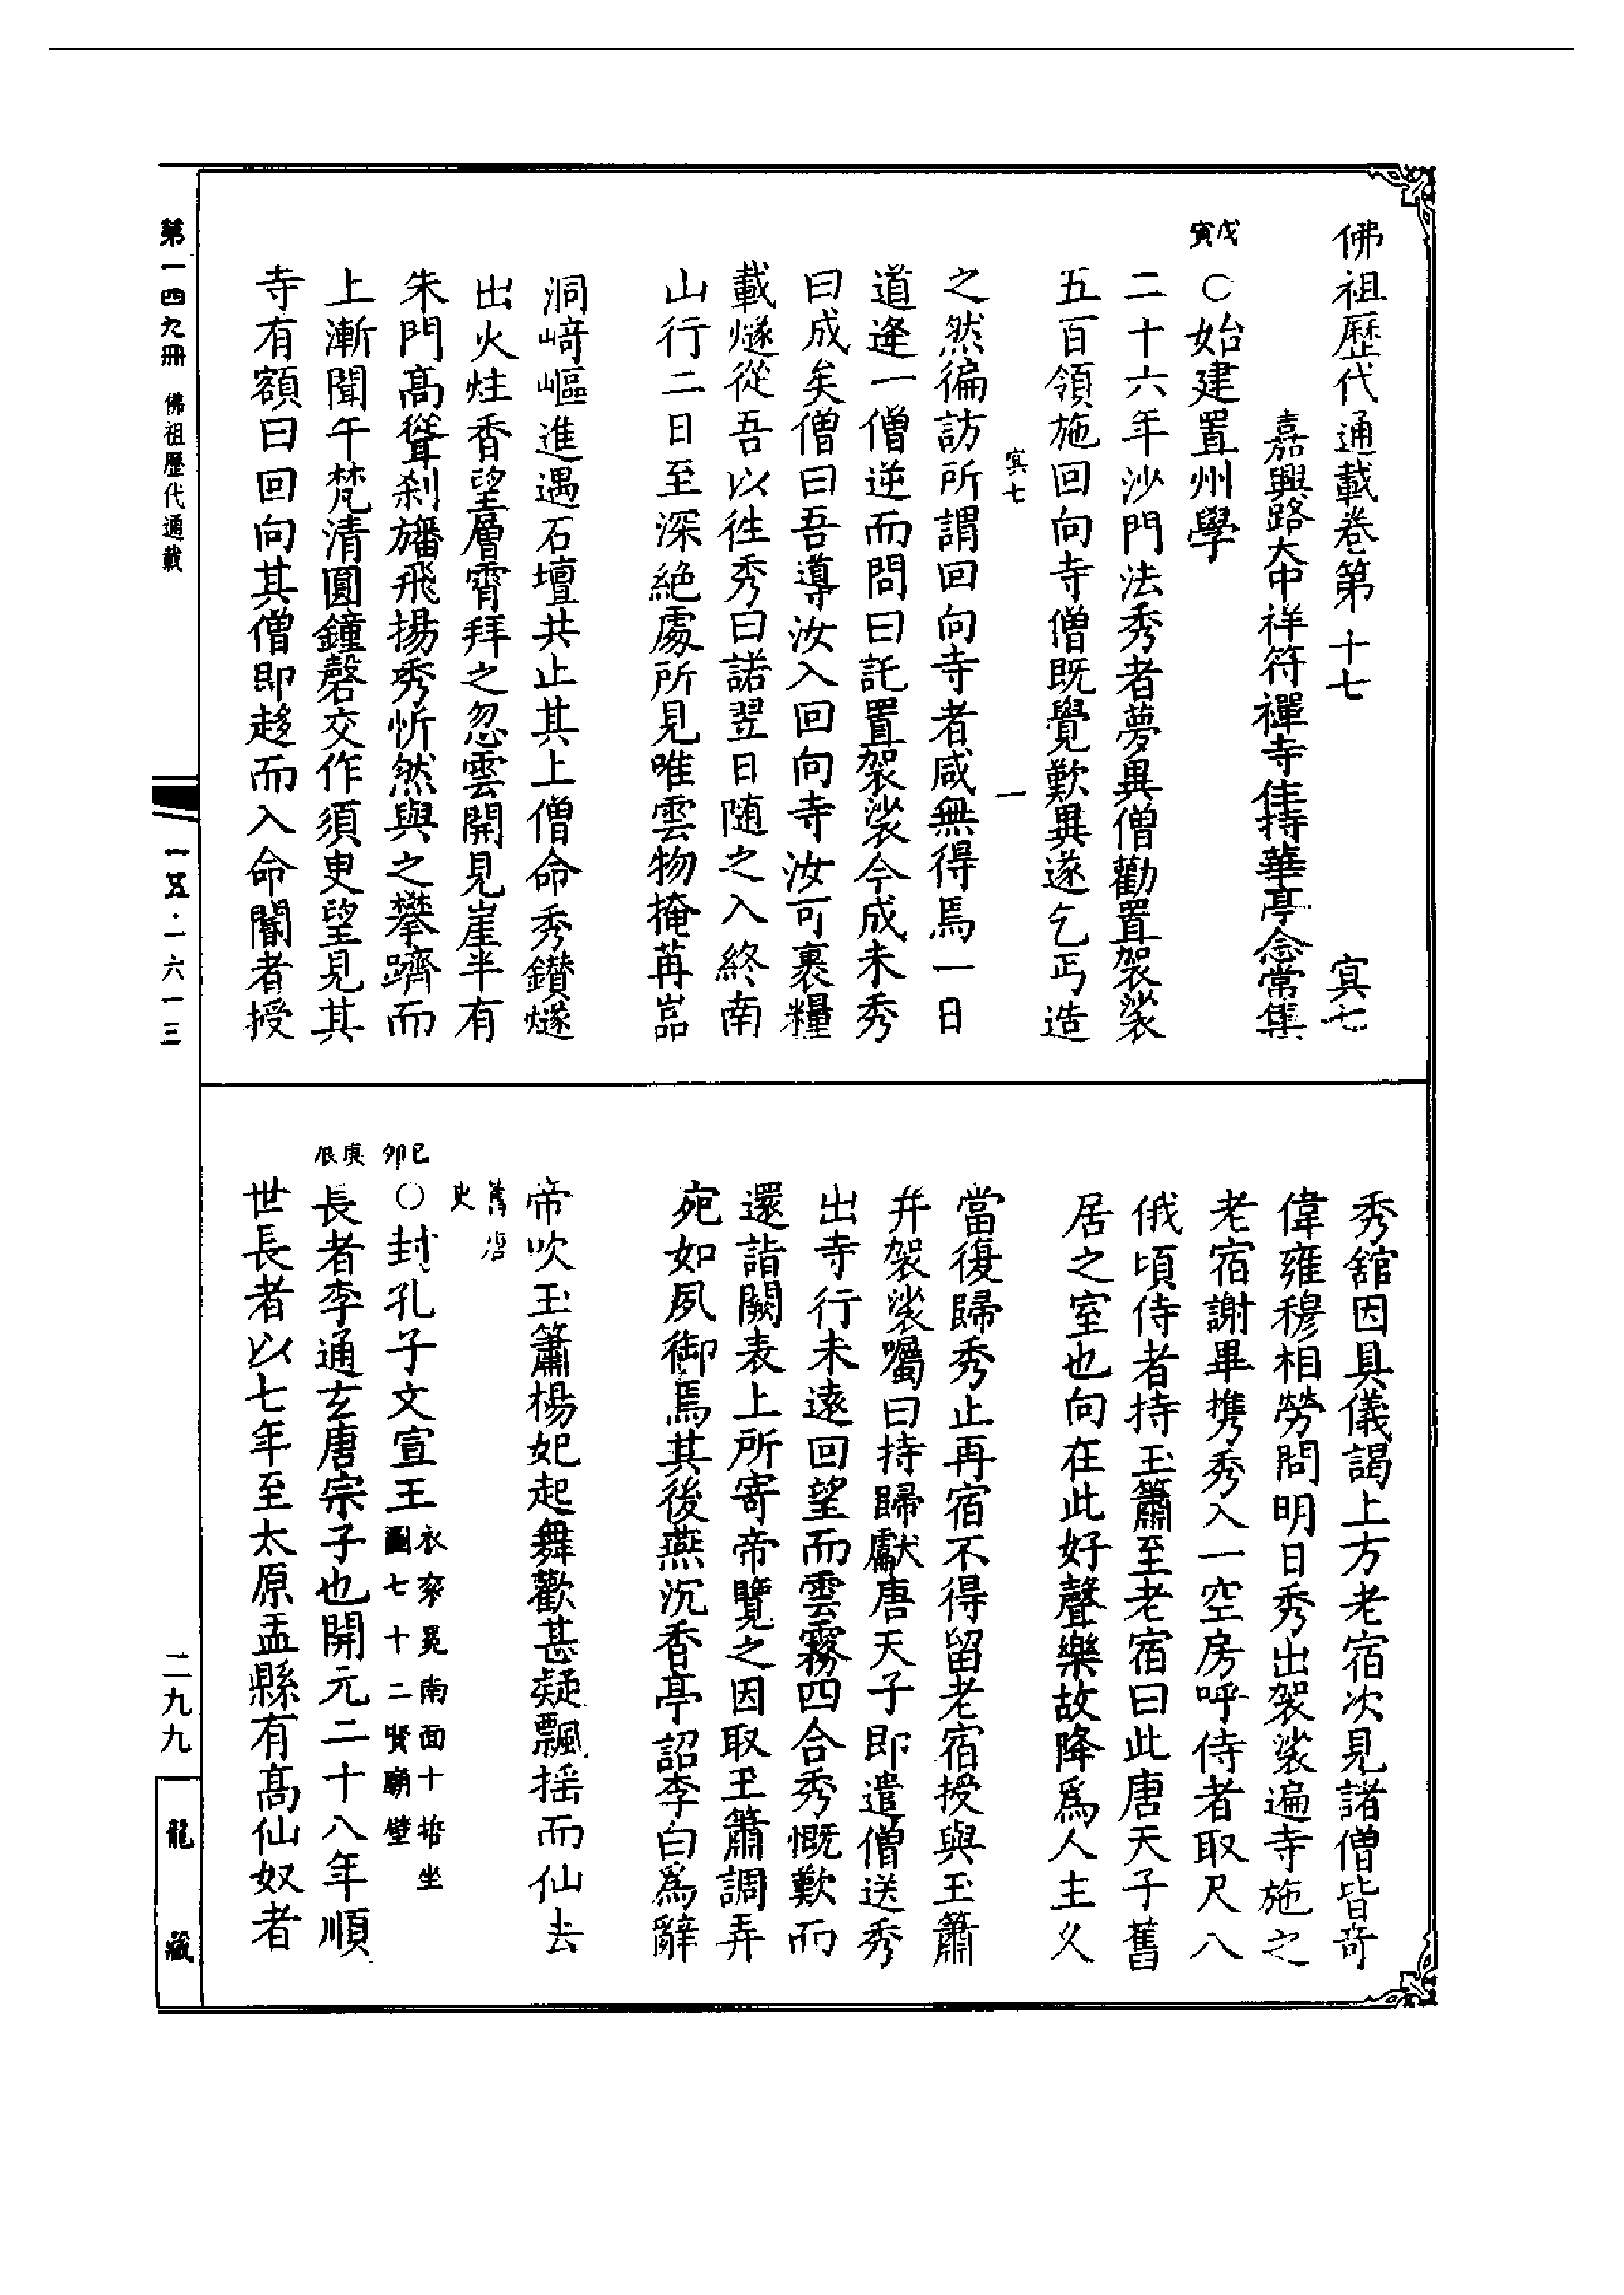 佛祖歷代通載卷第十七 冥七
嘉興路大中祥符禪寺住持華亭念常集
戊寅
○始建置州學
二十六年沙門法秀者夢異僧勸置袈裟
五百領施回向寺僧既覺歎異遂乞丐造
冥七 一
之然徧訪所謂回向寺者咸無得焉一日
道逢一僧逆而問曰託置袈裟今成未秀
曰成矣僧曰吾導汝入回向寺汝可裹糧
載燧從吾以徃秀曰諾翌日随之入終南
山行二日至深絶處所見唯雲物掩苒嵓
洞﨑嶇進遇石壇共止其上僧命秀鑚燧
出火炷香望層霄拜之忽雲開見崖半有
朱門高聳刹旛飛揚秀忻然與之攀躋而
上漸聞午梵清圓鐘磬交作須臾望見其
寺有額曰回向其僧即趍而入命閽者授
秀舘因具儀謁上方老宿次見諸僧皆竒
偉雍穆相勞問明日秀出袈裟遍寺施之
老宿謝畢携秀入一空房呼侍者取尺八
俄頃侍者持玉簫至老宿曰此唐天子舊
居之室也向在此好聲樂故降爲人主久
當復歸秀止再宿不得留老宿授與玉簫
并袈裟囑曰持歸獻唐天子即遣僧送秀
出寺行未遠回望而雲霧四合秀慨歎而
還詣闕表上所寄帝覽之因取玉簫調弄
宛如夙御焉其後燕沉香亭詔李白爲辭
帝吹玉簫楊妃起舞歡甚疑飄揺而仙去
舊唐
史
己卯
○封孔子文宣王衣衮冕南面十哲坐
圖七十二賢廟壁
庚辰
長者李通玄唐宗子也開元二十八年順
世長者以七年至太原盂縣有髙仙奴者
第一四九冊 佛祖歷代通載
一五·一六一三
二九九
龍藏